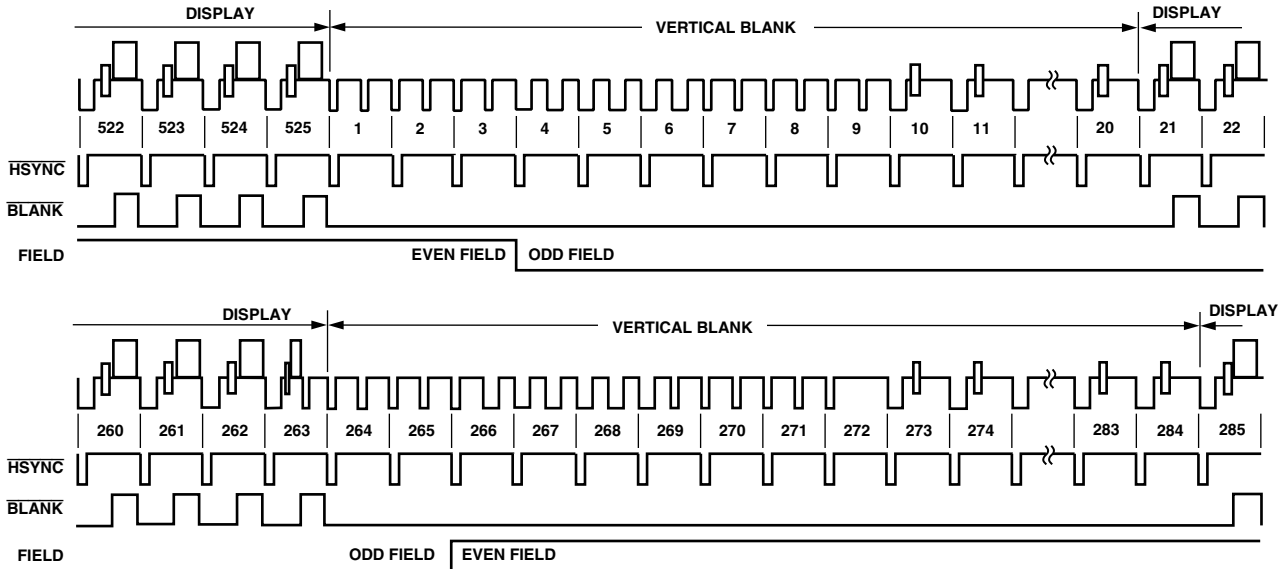 DISPLAY VERTICAL BLANK DISPLAY
522 523 524 525 1 2 3 4 5 6 7 8 9 10 11 20 21 22
HSYNC
BLANK
FIELD EVEN FIELD ODD FIELD
DISPLAY VERTICAL BLANK DISPLAY
260 261 262 263 264 265 266 267 268 269 270 271 272 273 274 283 284 285
HSYNC
BLANK
FIELD ODD FIELD EVEN FIELD